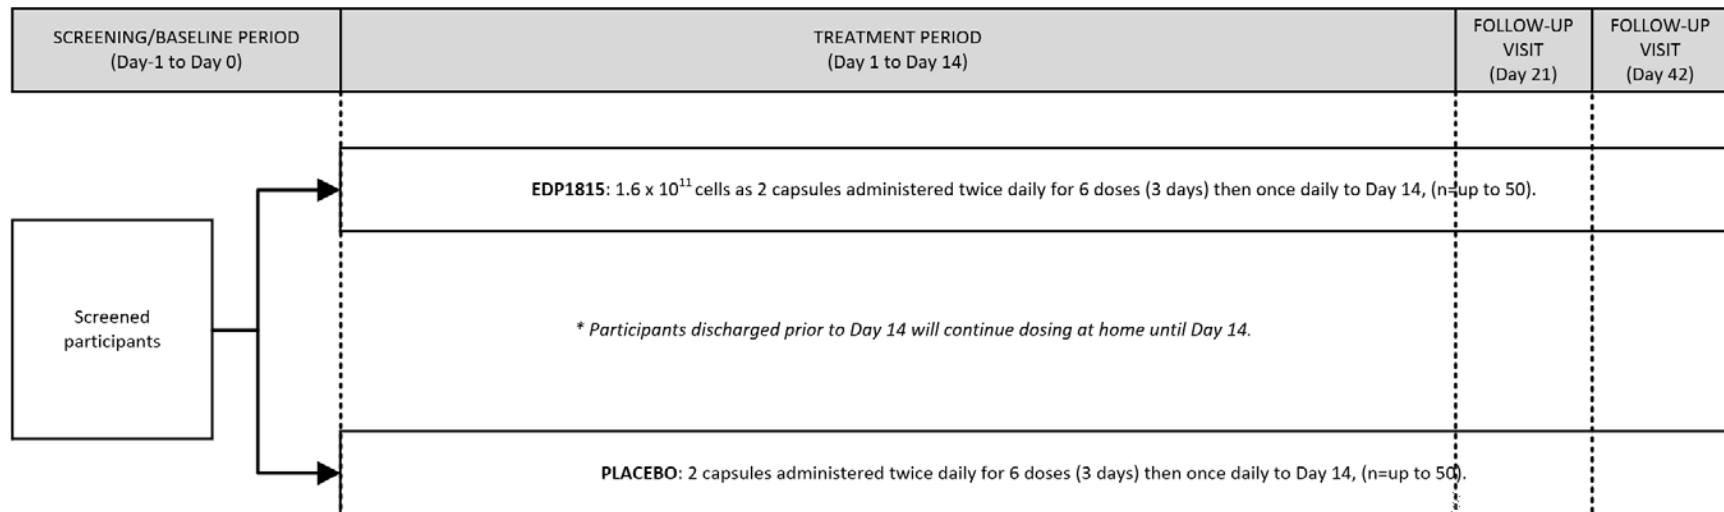 SCREENING/BASELINE PERIOD
(Day-1 to Day 0)
TREATMENT PERIOD
(Day 1 to Day 14)
FOLLOW-UP
VISIT
(Day 21)
FOLLOW-UP
VISIT
(Day 42)
EDP1815: 1.6 x 10¹¹ cells as 2 capsules administered twice daily for 6 doses (3 days) then once daily to Day 14, (n=up to 50).
Screened
participants
* Participants discharged prior to Day 14 will continue dosing at home until Day 14.
PLACEBO: 2 capsules administered twice daily for 6 doses (3 days) then once daily to Day 14, (n=up to 50).